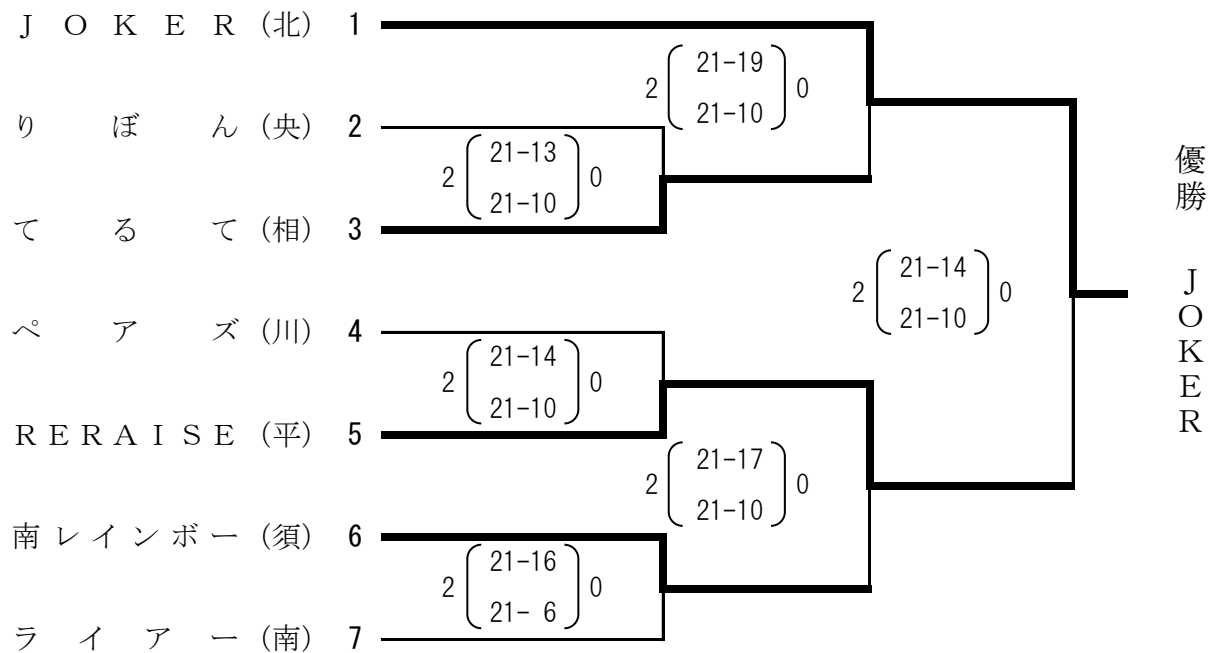 JOKER (北) 1
2 21-19 0
21-10
りぼん (央) 2
2 21-13 0
21-10
てるて (相) 3
優勝 JOKER
2 21-14 0
21-10
ペアズ (川) 4
2 21-14 0
21-10
RERAISE (平) 5
2 21-17 0
21-10
南レインボー (須) 6
2 21-16 0
21- 6
ライアー (南) 7